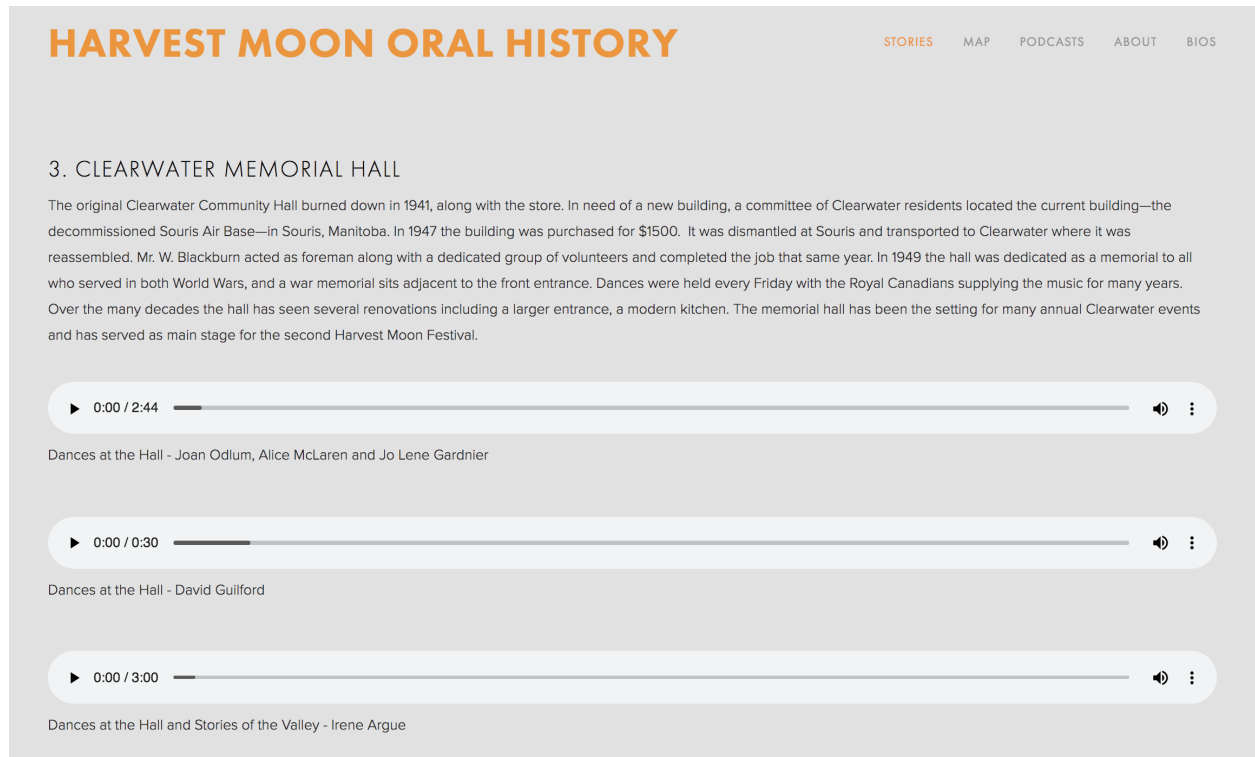 HARVEST MOON ORAL HISTORY
STORIES MAP PODCASTS ABOUT BIOS
3. CLEARWATER MEMORIAL HALL
The original Clearwater Community Hall burned down in 1941, along with the store. In need of a new building, a committee of Clearwater residents located the current building—the
decommissioned Souris Air Base—in Souris, Manitoba. In 1947 the building was purchased for $1500.  It was dismantled at Souris and transported to Clearwater where it was
reassembled. Mr. W. Blackburn acted as foreman along with a dedicated group of volunteers and completed the job that same year. In 1949 the hall was dedicated as a memorial to all
who served in both World Wars, and a war memorial sits adjacent to the front entrance. Dances were held every Friday with the Royal Canadians supplying the music for many years.
Over the many decades the hall has seen several renovations including a larger entrance, a modern kitchen. The memorial hall has been the setting for many annual Clearwater events
and has served as main stage for the second Harvest Moon Festival.
0:00 / 2:44
Dances at the Hall - Joan Odlum, Alice McLaren and Jo Lene Gardnier
0:00 / 0:30
Dances at the Hall - David Guilford
0:00 / 3:00
Dances at the Hall and Stories of the Valley - Irene Argue